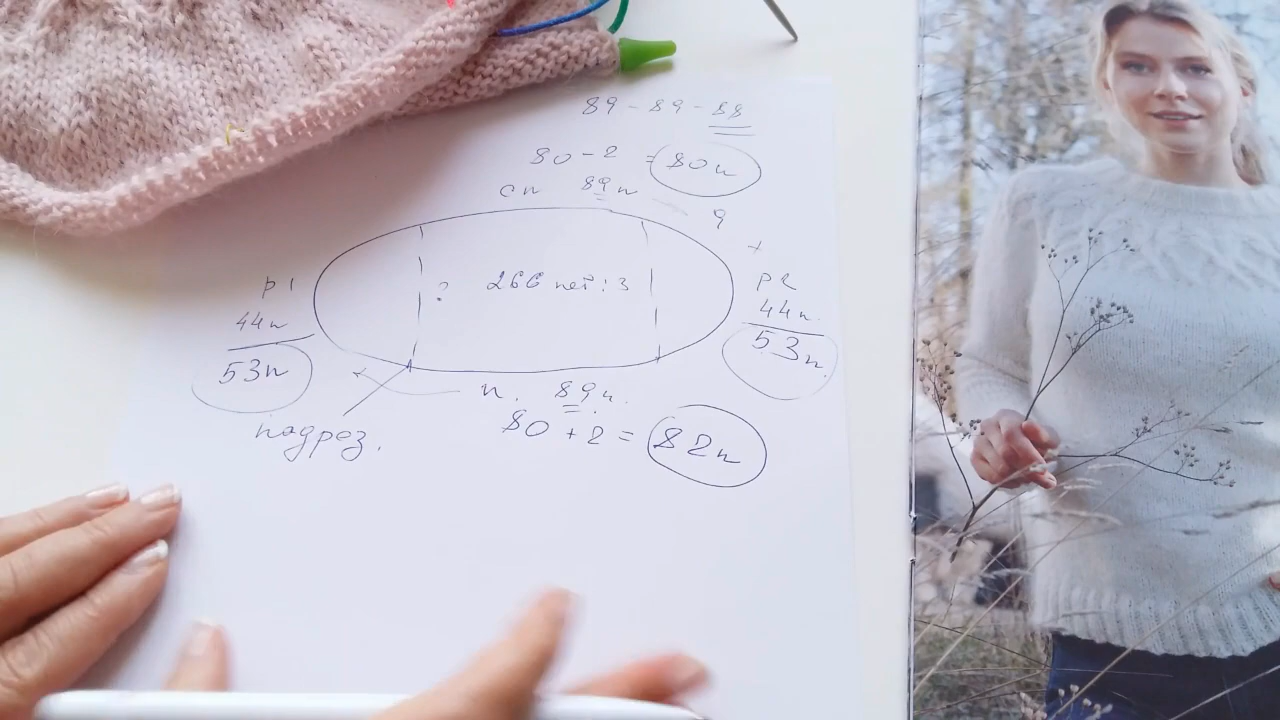 89 - 89 - 88
80 - 2 = 80п
сп 89п
9
+
р1
44п
53п
? 266 пет : 3
р2
44п.
53п.
+
п. 89п.
80 + 2 = 82п
подрез.